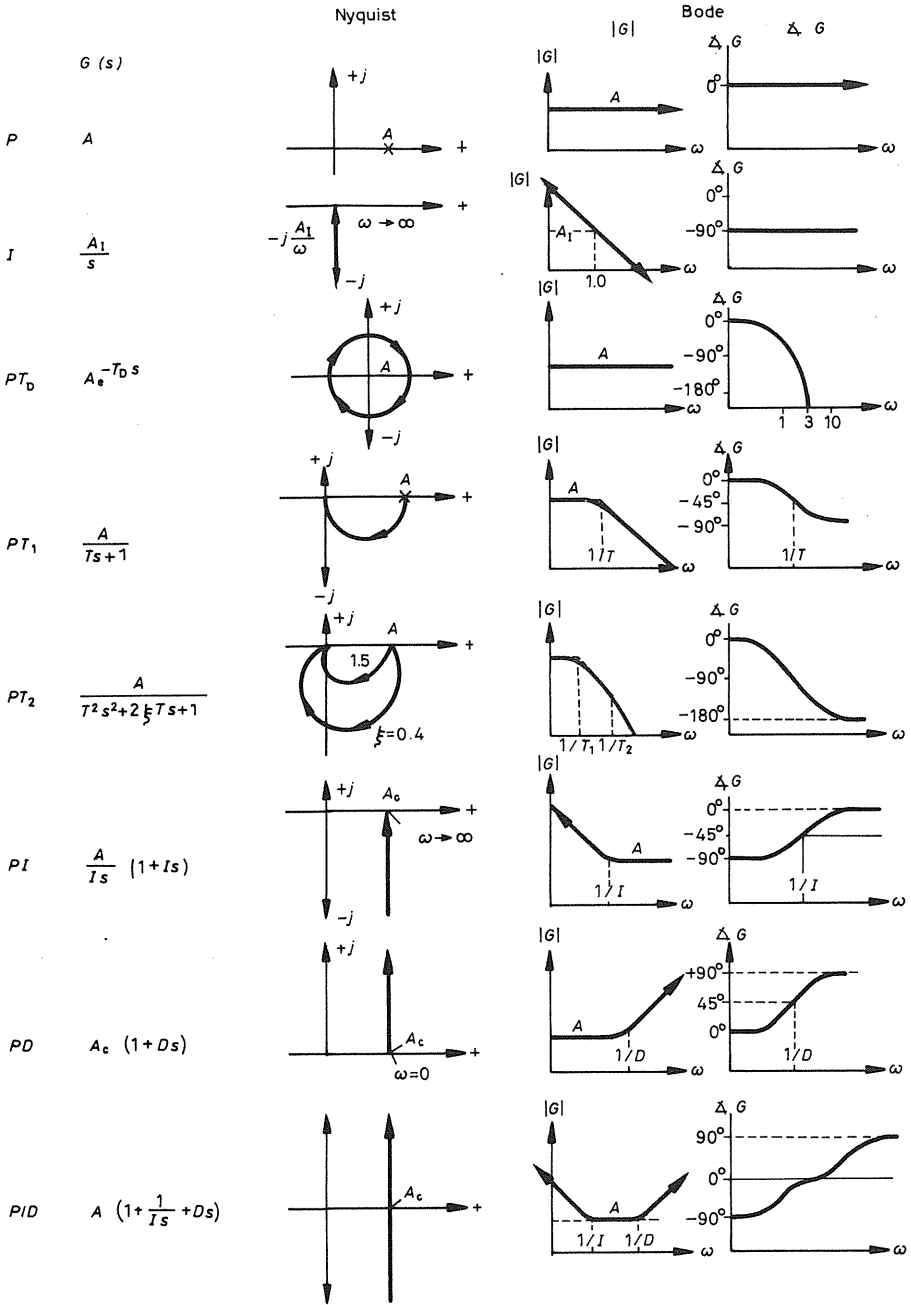 Nyquist
Bode
|G|
∡ G
G (s)
P
A
+j
A
+
|G|
A
ω
∡ G
0°
ω
I
A_I / s
+
ω → ∞
-j A_I / ω
-j
|G|
A_I
1.0
ω
0°
-90°
ω
PT_D
A e^{-T_D s}
+j
A
+
-j
|G|
A
ω
∡ G
0°
-90°
-180°
1 3 10
ω
PT_1
A / Ts+1
+j
A
+
-j
|G|
A
1/T
ω
∡ G
0°
-45°
-90°
1/T
ω
PT_2
A / T²s²+2ξTs+1
+j
A
+
1.5
ξ=0.4
|G|
1/T_1 1/T_2
ω
∡ G
0°
-90°
-180°
ω
PI
A / Is (1+Is)
+j
A_c
+
ω → ∞
-j
|G|
A
1/I
ω
∡ G
0°
-45°
-90°
1/I
ω
PD
A_c (1+Ds)
+j
A_c
+
ω=0
|G|
A
1/D
ω
∡ G
+90°
45°
0°
1/D
ω
PID
A (1+ 1/Is +Ds)
A_c
+
|G|
A
1/I 1/D
ω
∡ G
90°
0°
-90°
ω